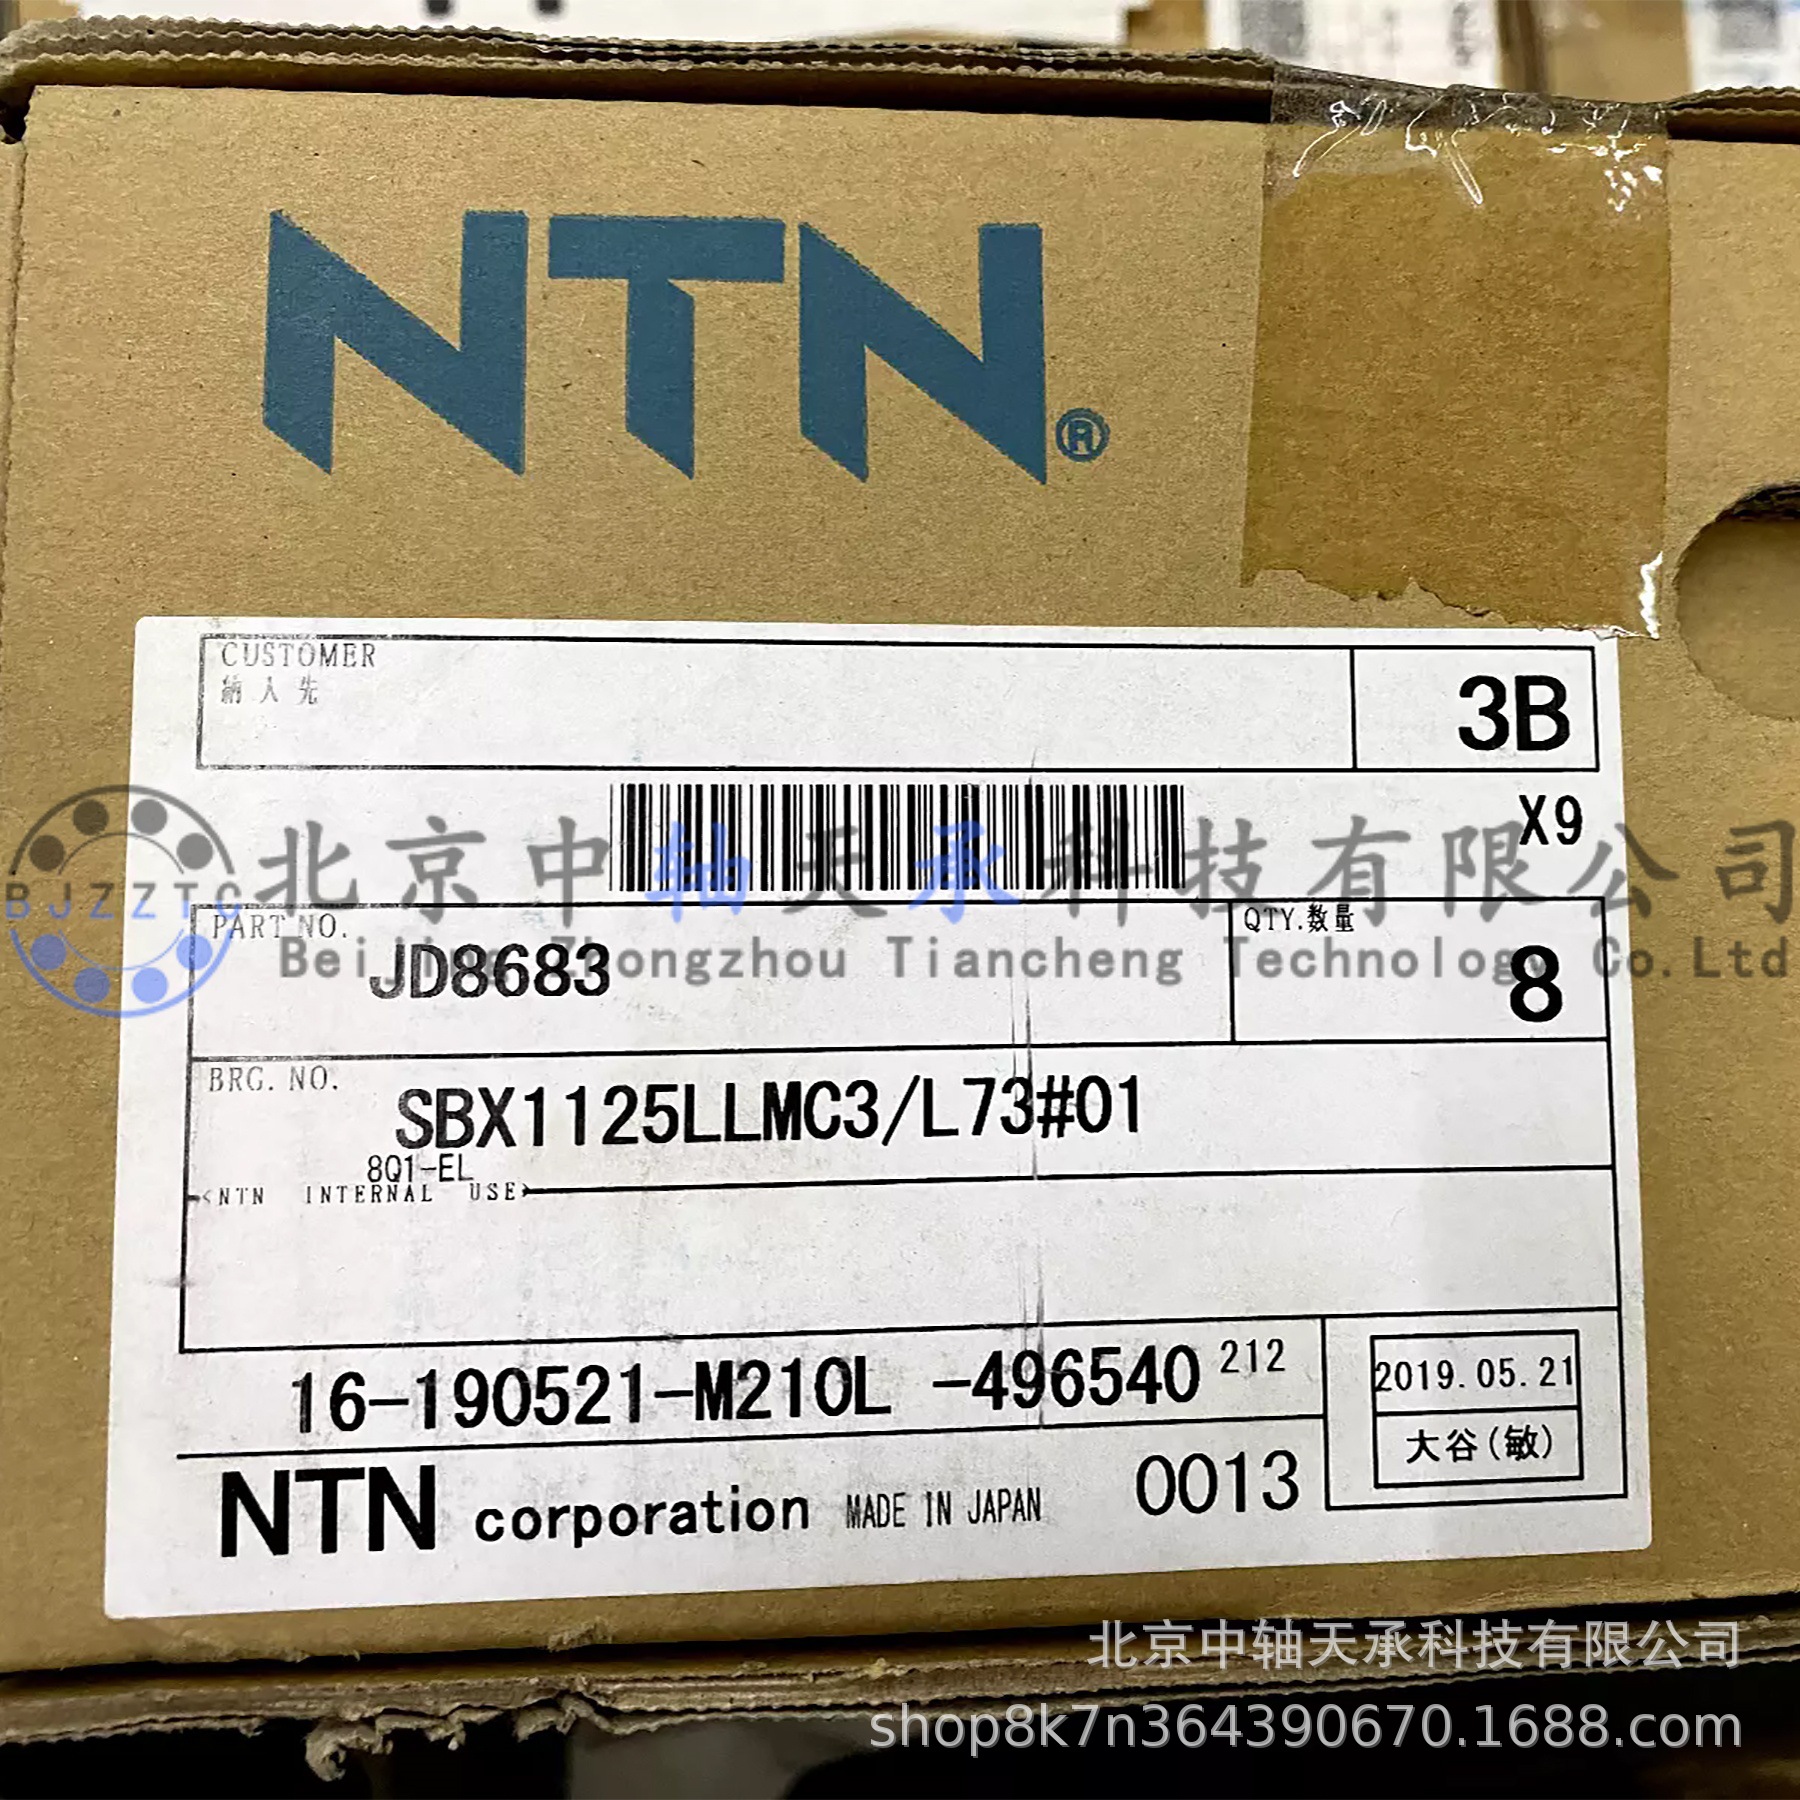 NTN®
CUSTOMER
納入先
3B
X9
BJZZTC
北京中轴天承科技有限公司
Beijing Zhongzhou Tiancheng Technology Co.Ltd
PART NO.
JD8683
QTY.数量
8
BRG. NO.
SBX1125LLMC3/L73#01
8Q1-EL
<NTN INTERNAL USE>
16-190521-M210L -496540 212
2019.05.21
大谷(敏)
NTN corporation MADE IN JAPAN 0013
北京中轴天承科技有限公司
shop8k7n364390670.1688.com